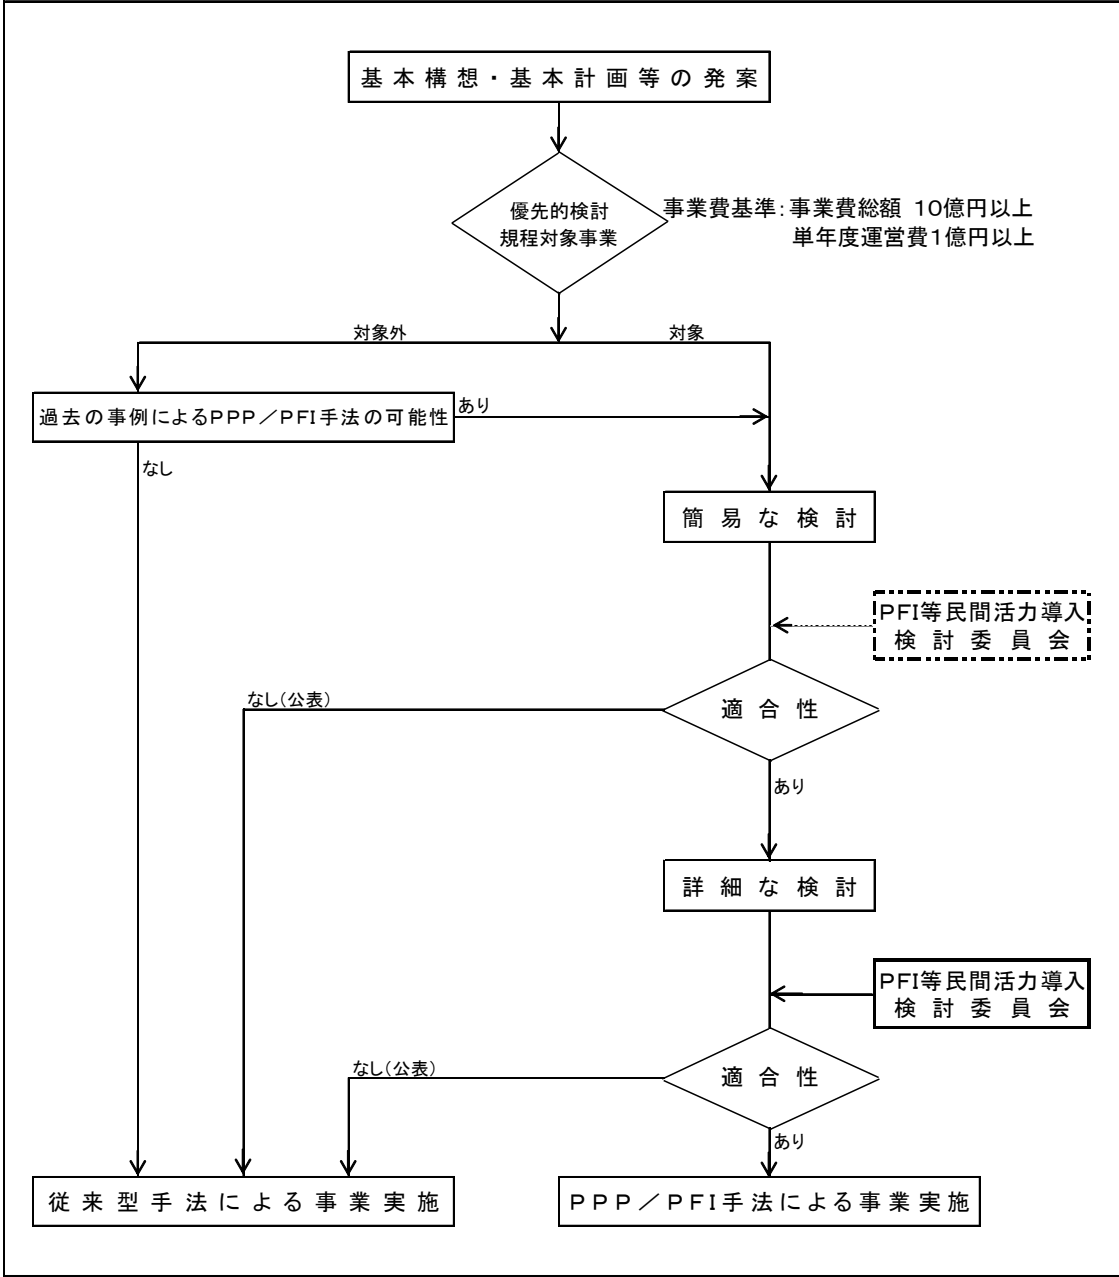 基本構想・基本計画等の発案
優先的検討
規程対象事業
事業費基準：事業費総額 10億円以上
単年度運営費1億円以上
対象外
対象
過去の事例によるPPP／PFI手法の可能性
あり
なし
簡易な検討
PFI等民間活力導入
検討委員会
適合性
なし（公表）
あり
詳細な検討
PFI等民間活力導入
検討委員会
適合性
なし（公表）
あり
従来型手法による事業実施
PPP／PFI手法による事業実施